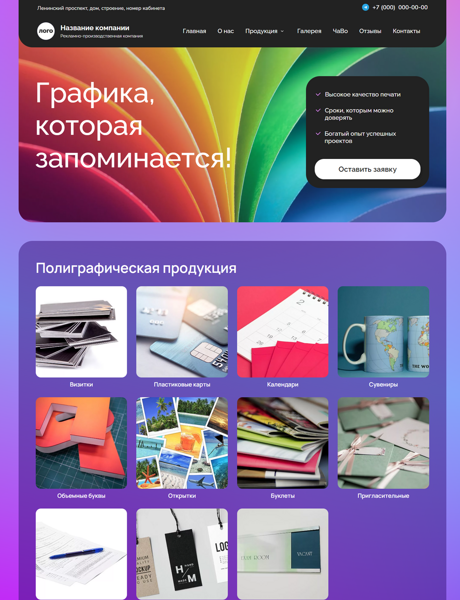 Ленинский проспект, дом, строение, номер кабинета
+7 (000) 000-00-00
лого
Название компании
Рекламно-производственная компания
Главная О нас Продукция Галерея ЧаВо Отзывы Контакты
Графика,
которая
запоминается!
Высокое качество печати
Сроки, которым можно
доверять
Богатый опыт успешных
проектов
Оставить заявку
Полиграфическая продукция
Визитки Пластиковые карты Календари Сувениры
Объемные буквы Открытки Буклеты Пригласительные
H/M